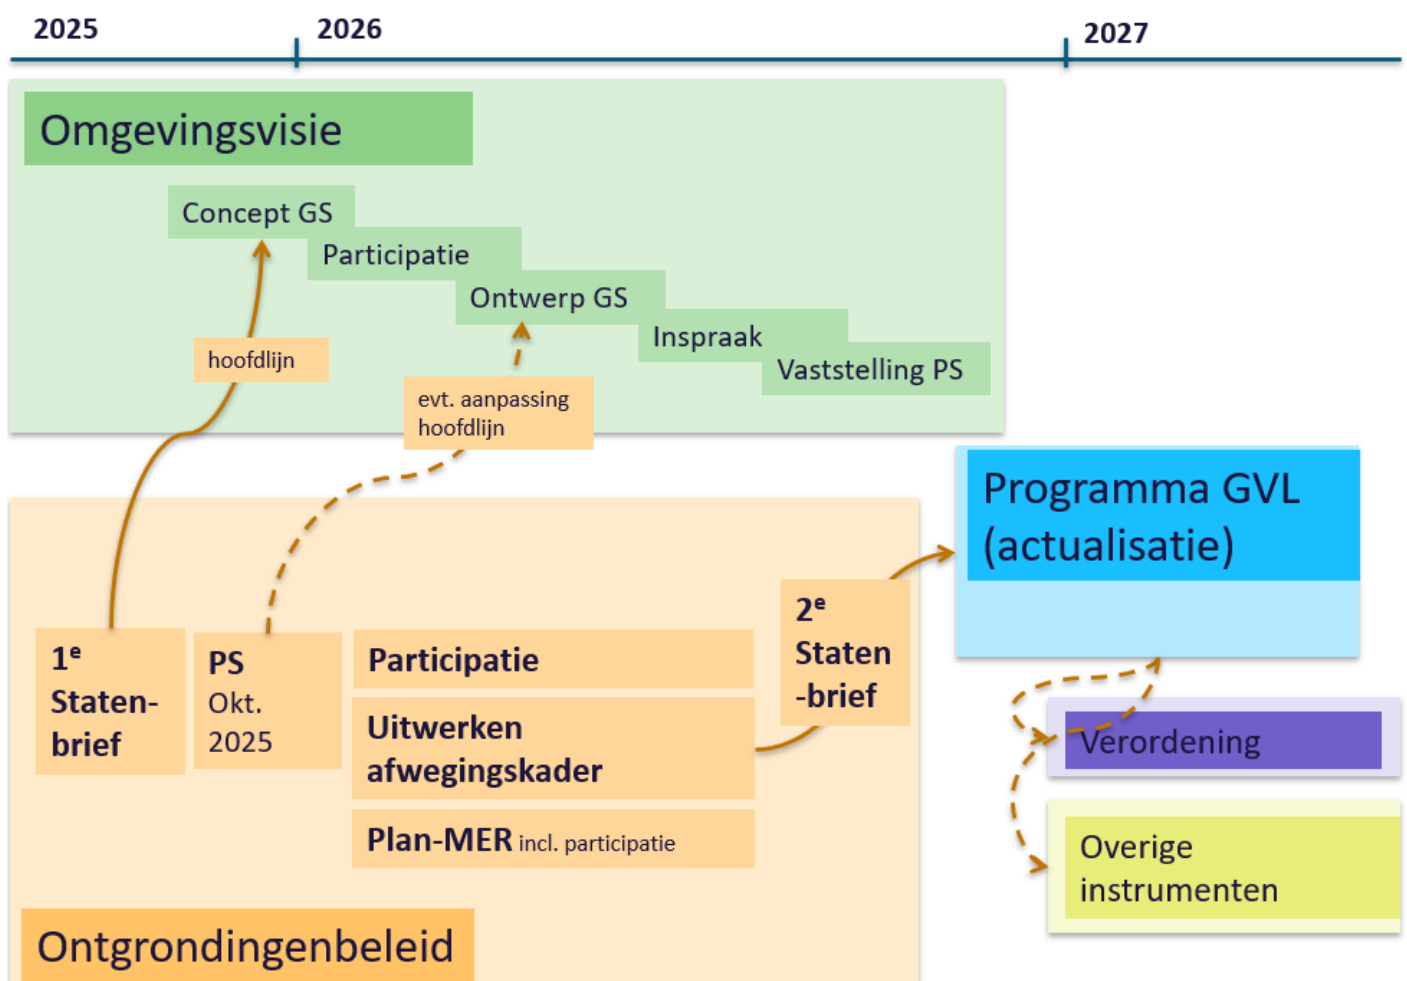 2025
2026
2027
Omgevingsvisie
Concept GS
Participatie
Ontwerp GS
Inspraak
Vaststelling PS
hoofdlijn
evt. aanpassing
hoofdlijn
Programma GVL
(actualisatie)
1e
Staten-
brief
PS
Okt.
2025
Participatie
Uitwerken
afwegingskader
Plan-MER incl. participatie
2e
Staten
-brief
Verordening
Overige
instrumenten
Ontgrondingenbeleid